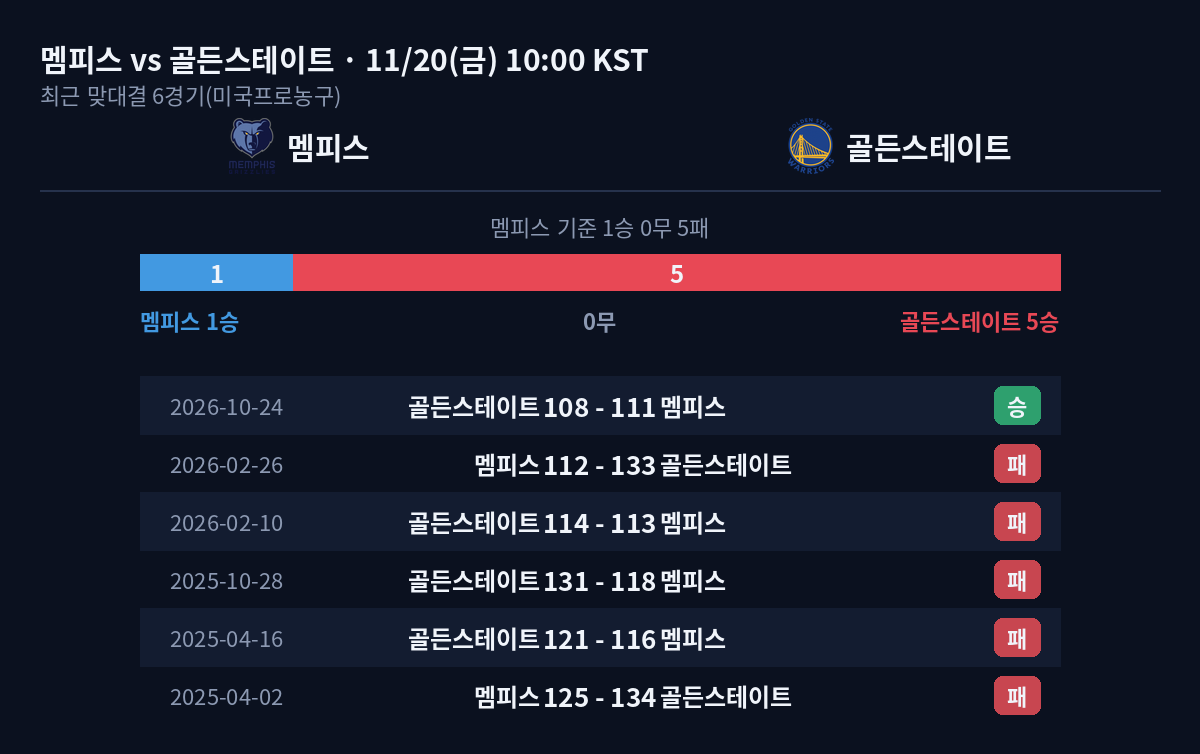 멤피스 vs 골든스테이트 · 11/20(금) 10:00 KST
최근 맞대결 6경기(미국프로농구)
MEMPHIS
멤피스
GOLDEN STATE
WARRIORS
골든스테이트
멤피스 기준 1승 0무 5패
1 5
멤피스 1승 0무 골든스테이트 5승
2026-10-24 골든스테이트 108 - 111 멤피스 승
2026-02-26 멤피스 112 - 133 골든스테이트 패
2026-02-10 골든스테이트 114 - 113 멤피스 패
2025-10-28 골든스테이트 131 - 118 멤피스 패
2025-04-16 골든스테이트 121 - 116 멤피스 패
2025-04-02 멤피스 125 - 134 골든스테이트 패